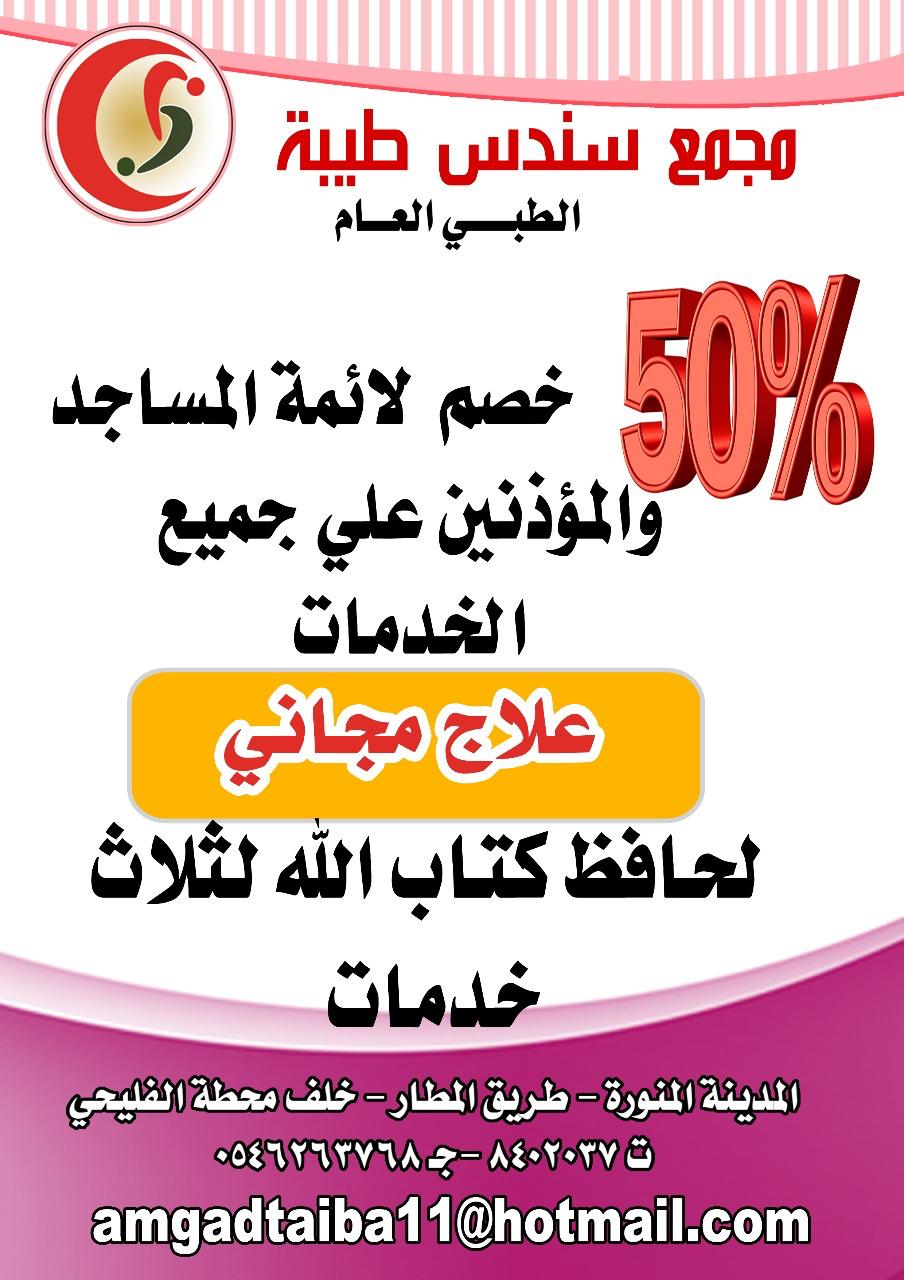 مجمع سندس طيبة
الطبـــي العـــام
50%
خصم لائمة المساجد
والمؤذنين علي جميع
الخدمات
علاج مجاني
لحافظ كتاب الله لثلاث
خدمات
المدينة المنورة - طريق المطار - خلف محطة الفليحي
ت ٨٤٠٢٠٣٧ - جـ ٠٥٤٦٢٦٣٧٦٨
amgadtaiba11@hotmail.com